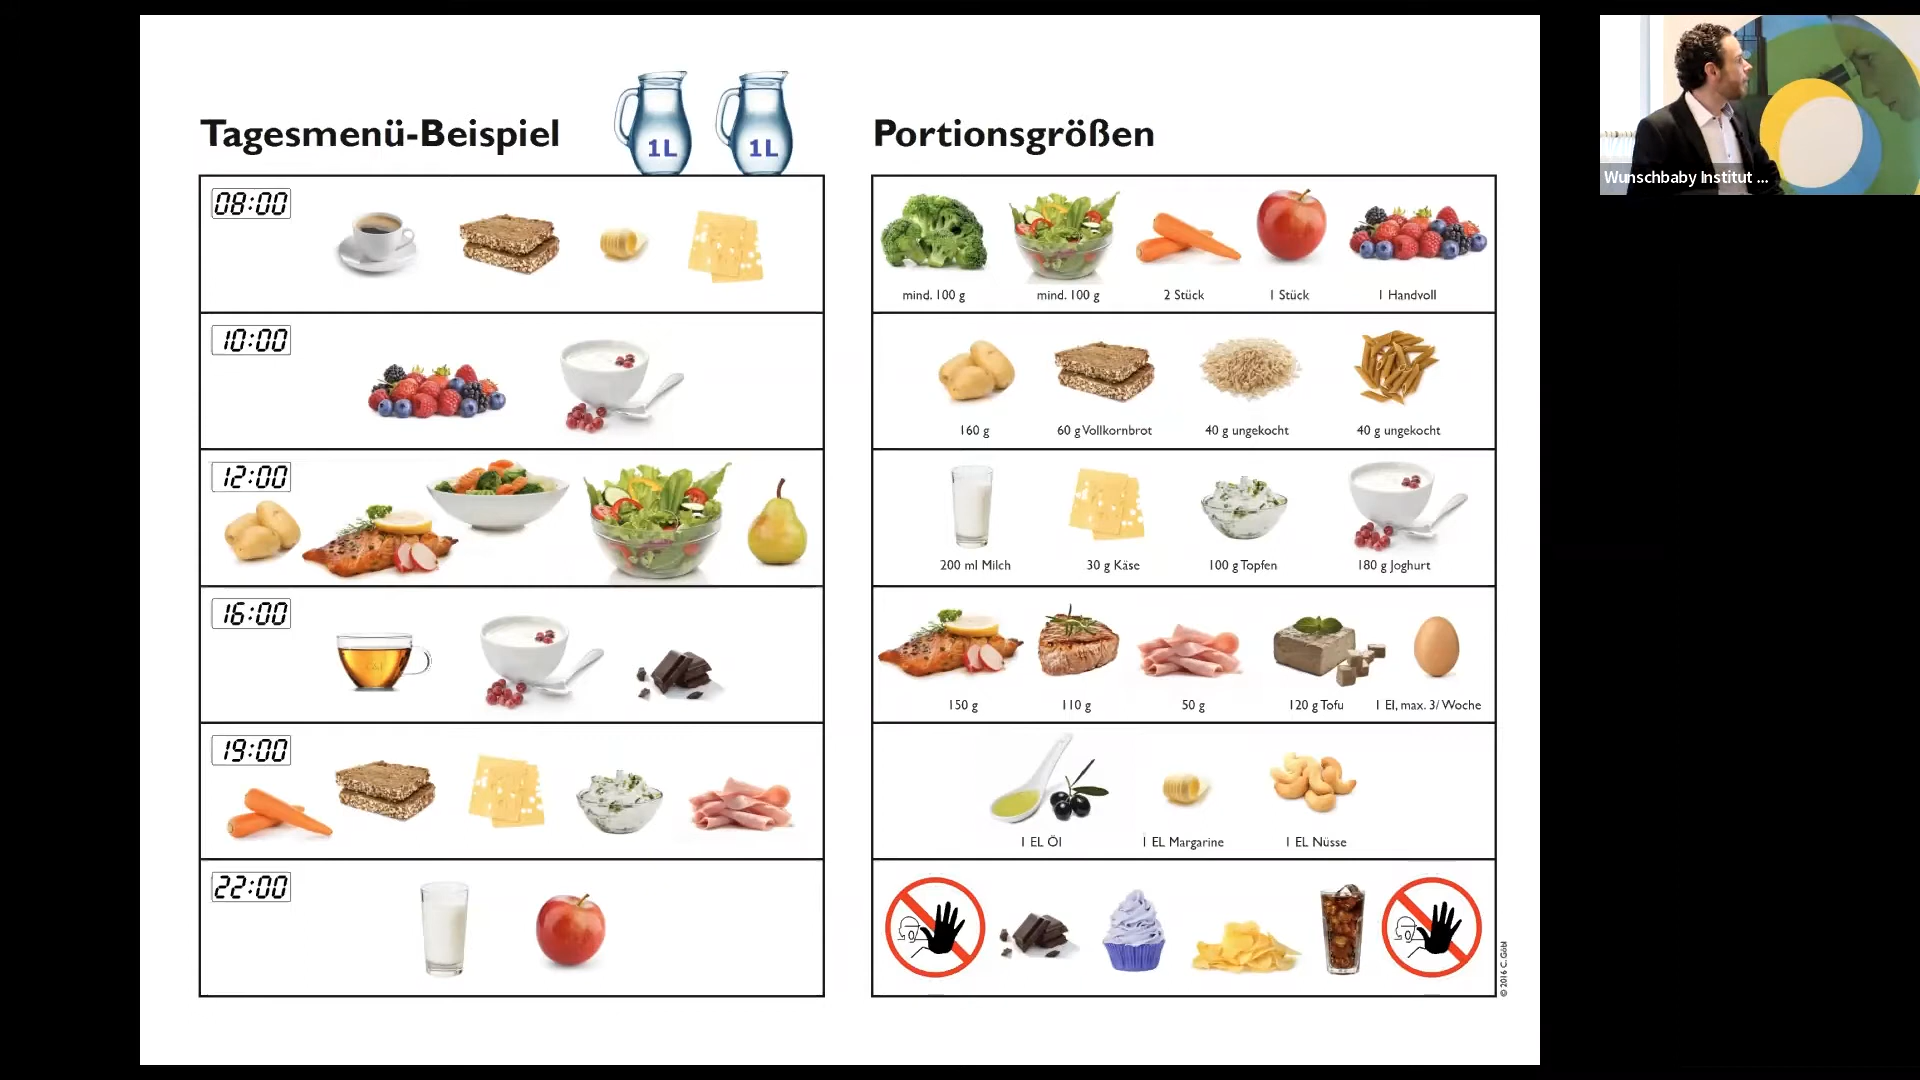 Tagesmenü-Beispiel
1L
1L
08:00
10:00
12:00
16:00
19:00
22:00
Portionsgrößen
mind. 100 g
mind. 100 g
2 Stück
1 Stück
1 Handvoll
160 g
60 g Vollkornbrot
40 g ungekocht
40 g ungekocht
200 ml Milch
30 g Käse
100 g Topfen
180 g Joghurt
150 g
110 g
50 g
120 g Tofu
1 EI, max. 3/ Woche
1 EL Öl
1 EL Margarine
1 EL Nüsse
© 2016 C. Göbl
Wunschbaby Institut ...